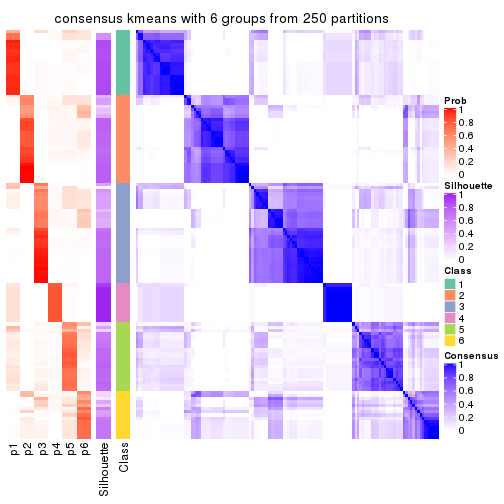 consensus kmeans with 6 groups from 250 partitions
Prob
1
0.8
0.6
0.4
0.2
0
Silhouette
1
0.8
0.6
0.4
0.2
0
Class
1
2
3
4
5
6
Consensus
1
0.8
0.6
0.4
0.2
0
p1
p2
p3
p4
p5
p6
Silhouette
Class